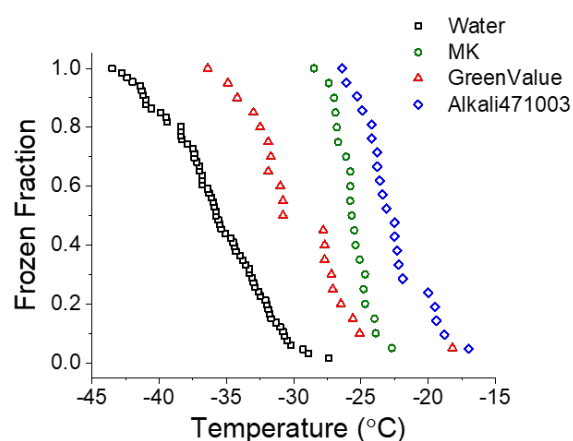 Water
MK
GreenValue
Alkali471003
1.0
0.8
0.6
0.4
0.2
0.0
Frozen Fraction
-45 -40 -35 -30 -25 -20 -15
Temperature (°C)